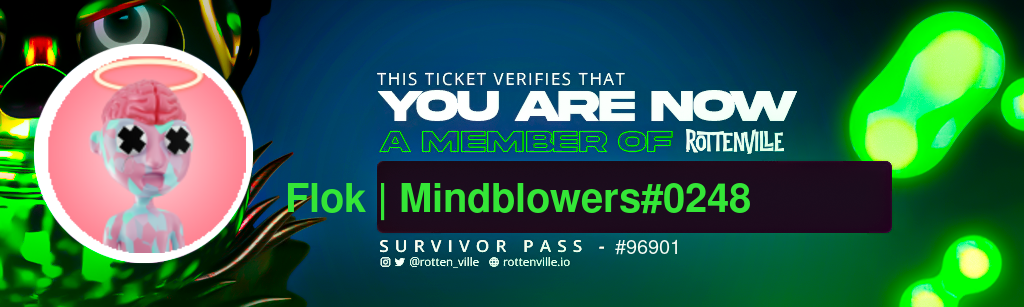 THIS TICKET VERIFIES THAT
YOU ARE NOW
A MEMBER OF ROTTENVILLE
Flok | Mindblowers#0248
SURVIVOR PASS - #96901
@rotten_ville rottenville.io